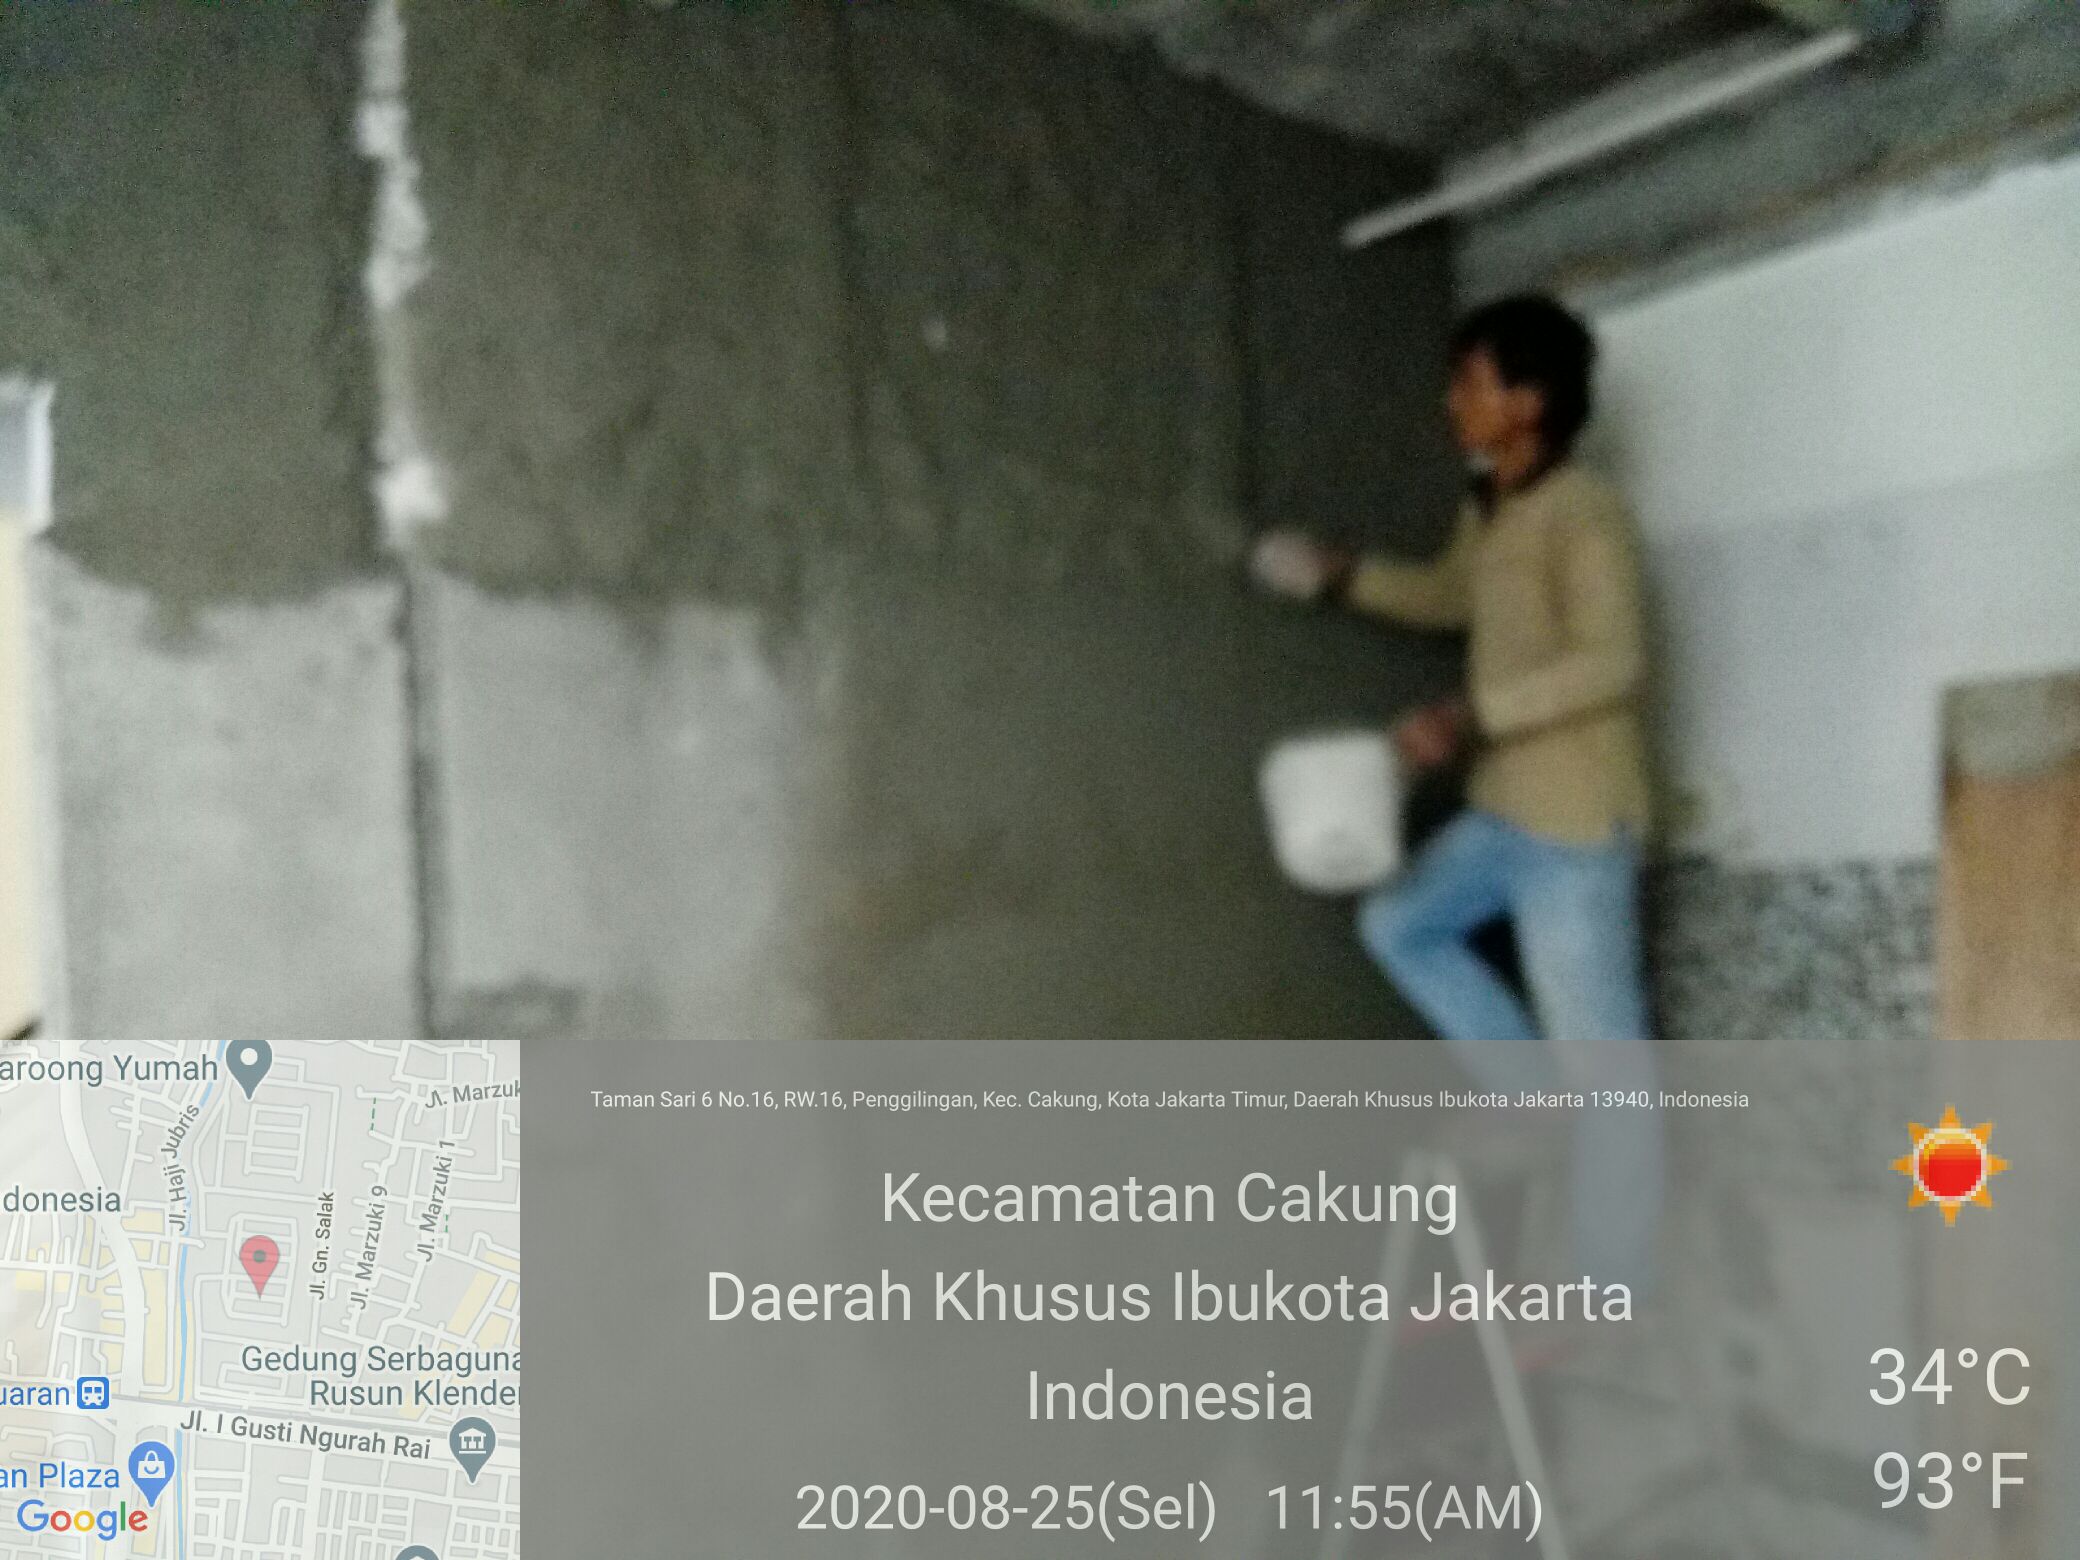 aroong Yumah
Jl. Marzuk
Jl. Haji Jubris
donesia
Jl. Gn. Salak
Jl. Marzuki 9
Jl. Marzuki 1
Gedung Serbaguna
Rusun Klender
uaran
Jl. I Gusti Ngurah Rai
an Plaza
Google
Taman Sari 6 No.16, RW.16, Penggilingan, Kec. Cakung, Kota Jakarta Timur, Daerah Khusus Ibukota Jakarta 13940, Indonesia
Kecamatan Cakung
Daerah Khusus Ibukota Jakarta
Indonesia
2020-08-25(Sel) 11:55(AM)
34°C
93°F